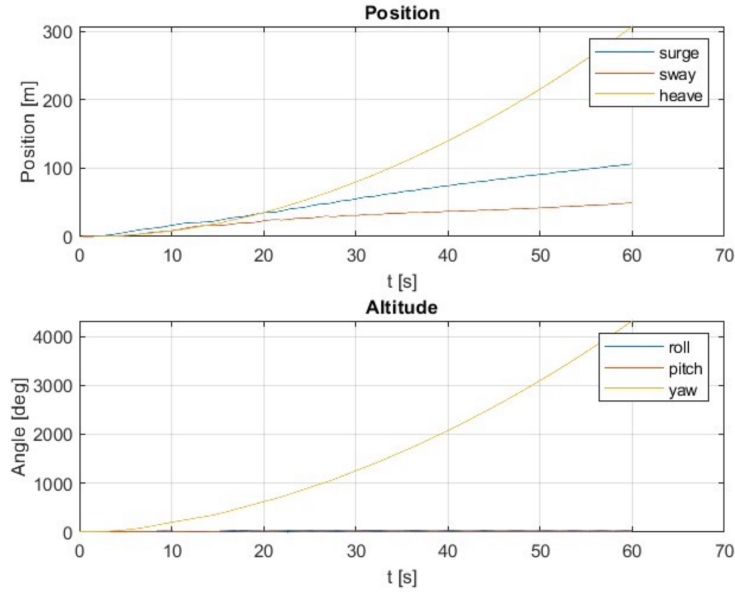 Position
300
200
100
0
Position [m]
surge
sway
heave
0 10 20 30 40 50 60 70
t [s]
Altitude
4000
3000
2000
1000
0
Angle [deg]
roll
pitch
yaw
0 10 20 30 40 50 60 70
t [s]